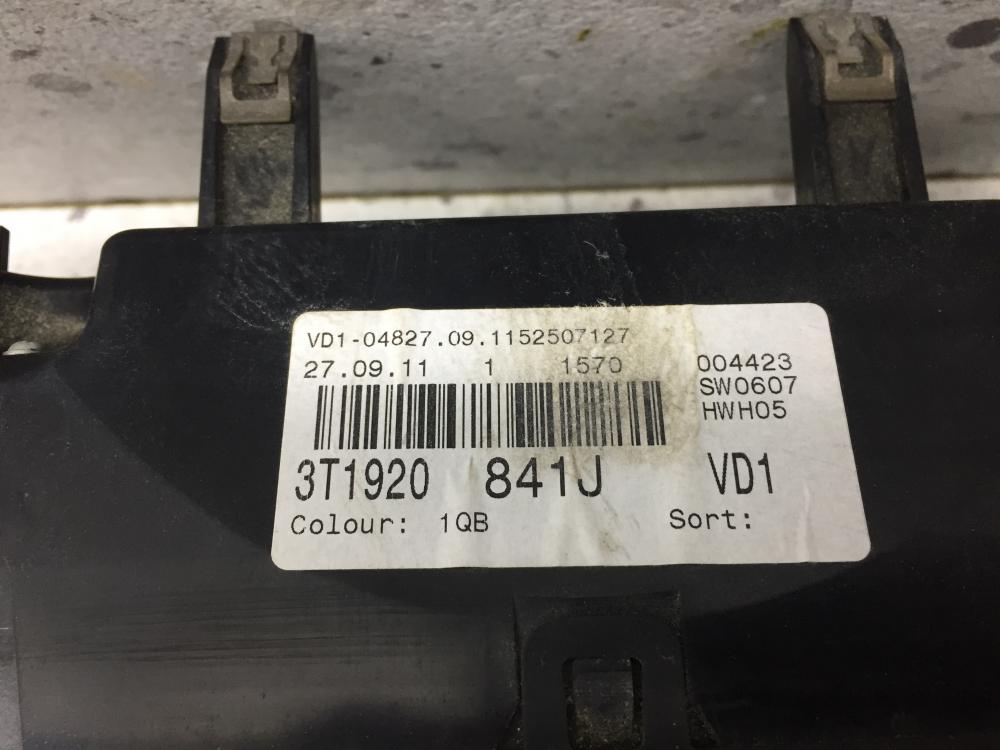 VD1-04827.09.1152507127
27.09.11 1 1570 004423
SW0607
HWH05
3T1920 841J VD1
Colour: 1QB Sort: